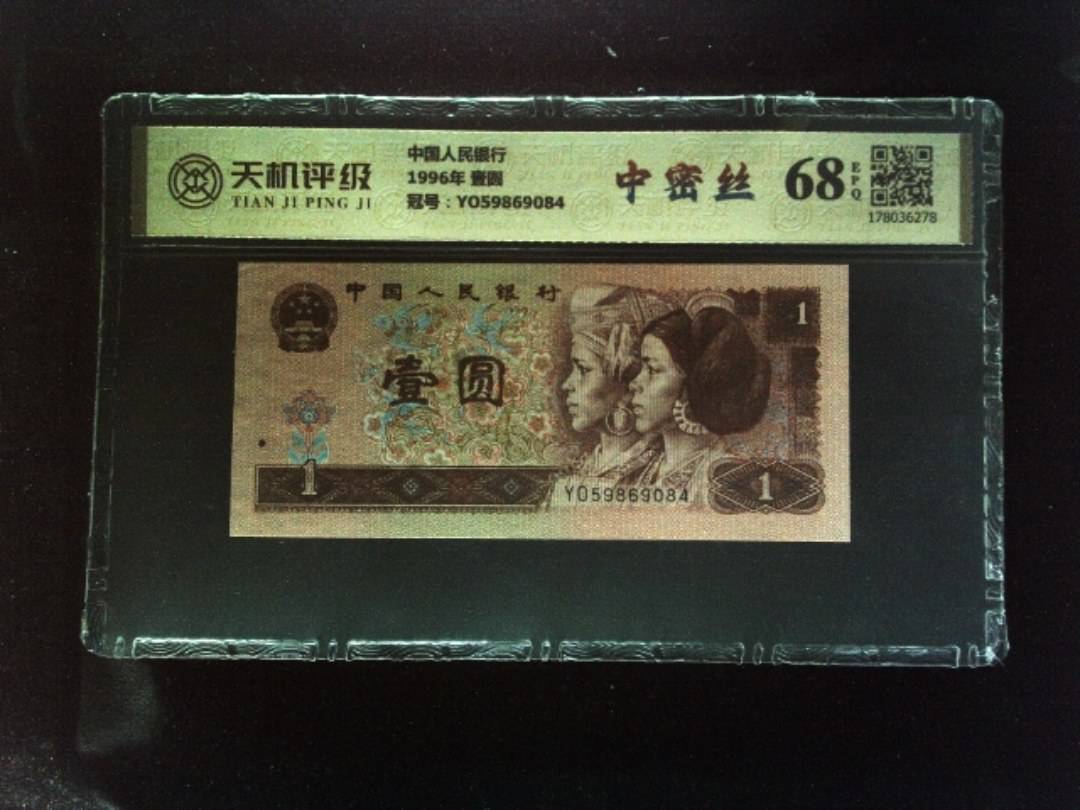 天机评级
TIAN JI PING JI
中国人民银行
1996年 壹圆
冠号：YO59869084
中密丝
68
EPQ
178036278
中国人民银行
1
壹圆
1
YO59869084
1